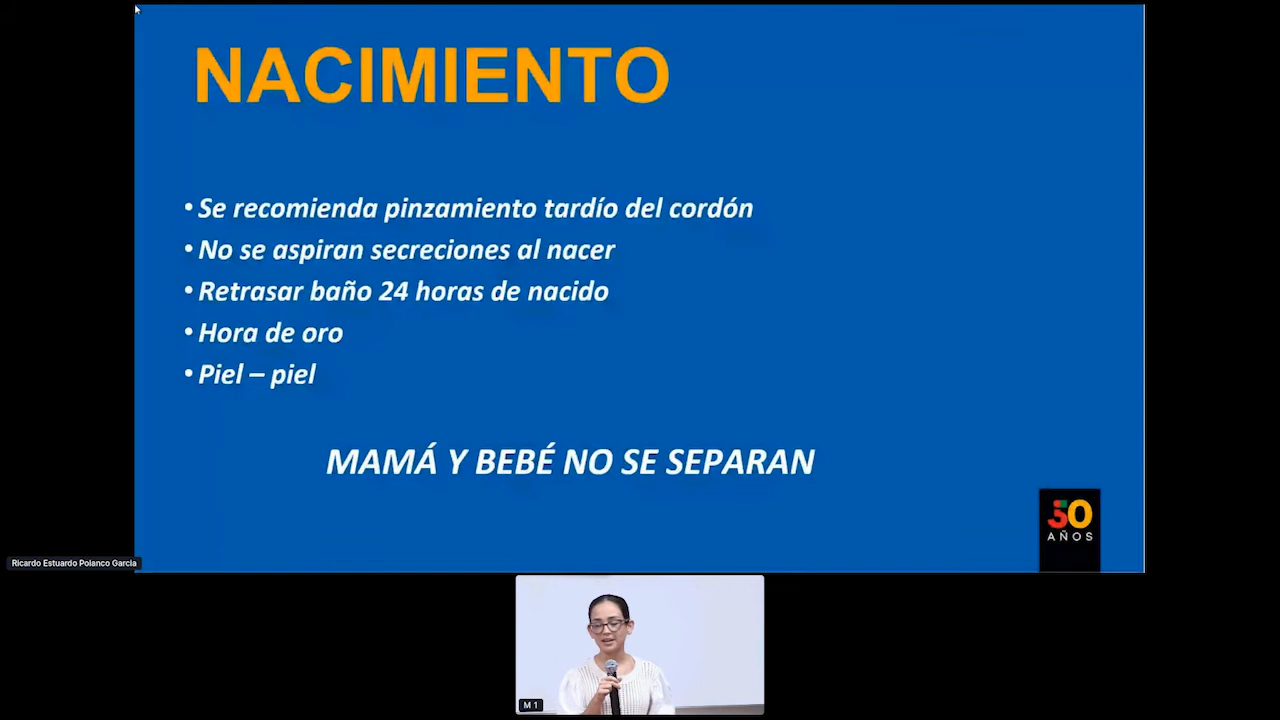 NACIMIENTO
• Se recomienda pinzamiento tardío del cordón
• No se aspiran secreciones al nacer
• Retrasar baño 24 horas de nacido
• Hora de oro
• Piel – piel
MAMÁ Y BEBÉ NO SE SEPARAN
50
AÑOS
Ricardo Estuardo Polanco Garcia
M 1